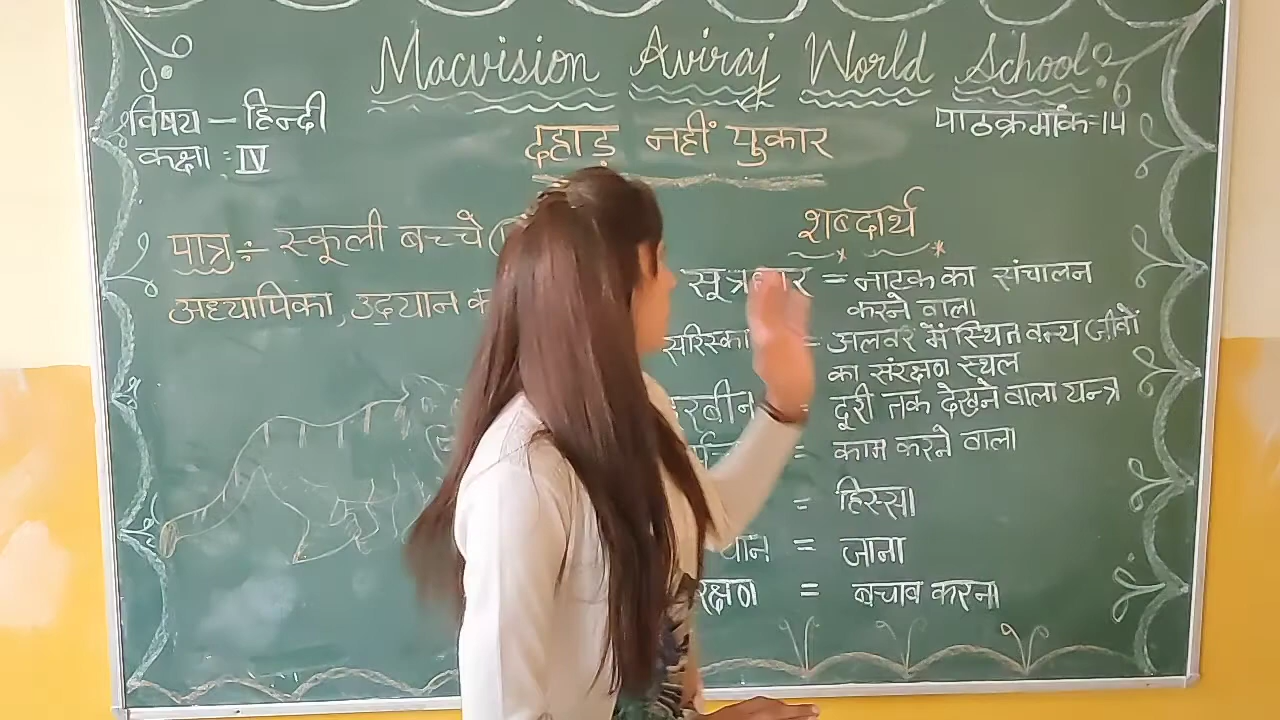 Macvision Aviraj World School
विषय - हिन्दी
पाठक्रमांक:-14
कक्षा :- IV
दहाड़ नहीं पुकार
पात्र :- स्कूली बच्चे (
शब्दार्थ
अध्यापिका, उद्यान
= नाटक का संचालन
करने वाला
सरिस्का = अलवर में स्थित वन्य जीवों
का संरक्षण स्थल
= दूरी तक देखने वाला यन्त्र
= काम करने वाला
= हिस्सा
= जाना
= बचाव करना